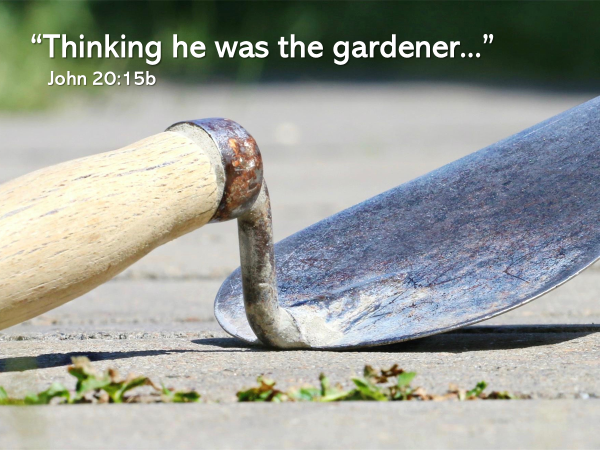 “Thinking he was the gardener...”
John 20:15b